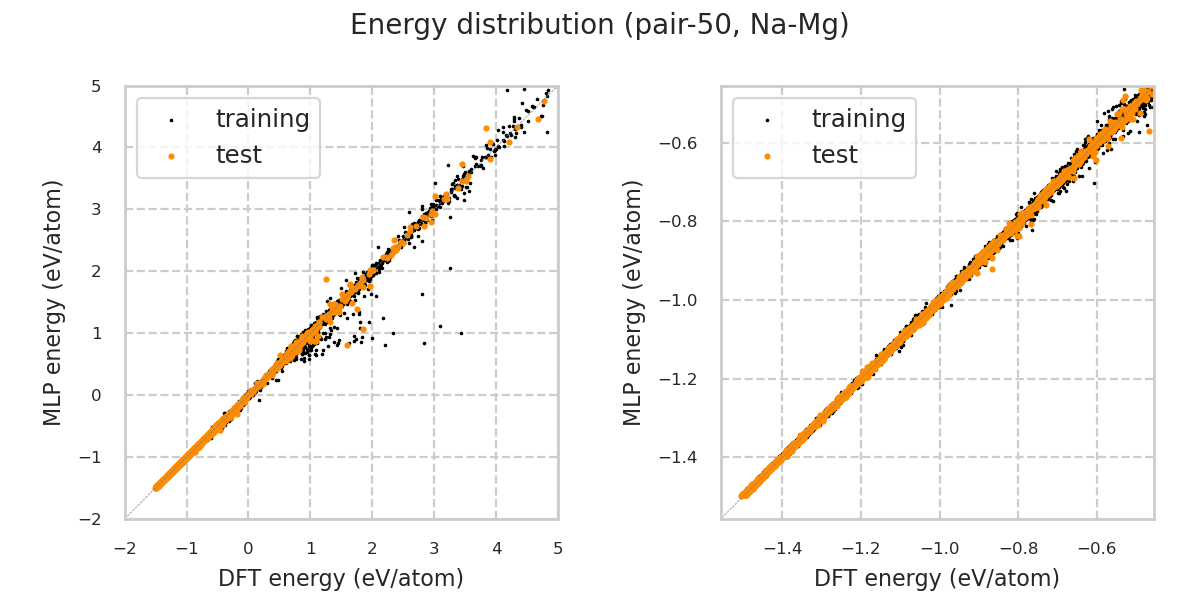 Energy distribution (pair-50, Na-Mg)
MLP energy (eV/atom)
5
4
3
2
1
0
−1
−2
training
test
−2
−1
0
1
2
3
4
5
DFT energy (eV/atom)
MLP energy (eV/atom)
−0.6
−0.8
−1.0
−1.2
−1.4
training
test
−1.4
−1.2
−1.0
−0.8
−0.6
DFT energy (eV/atom)